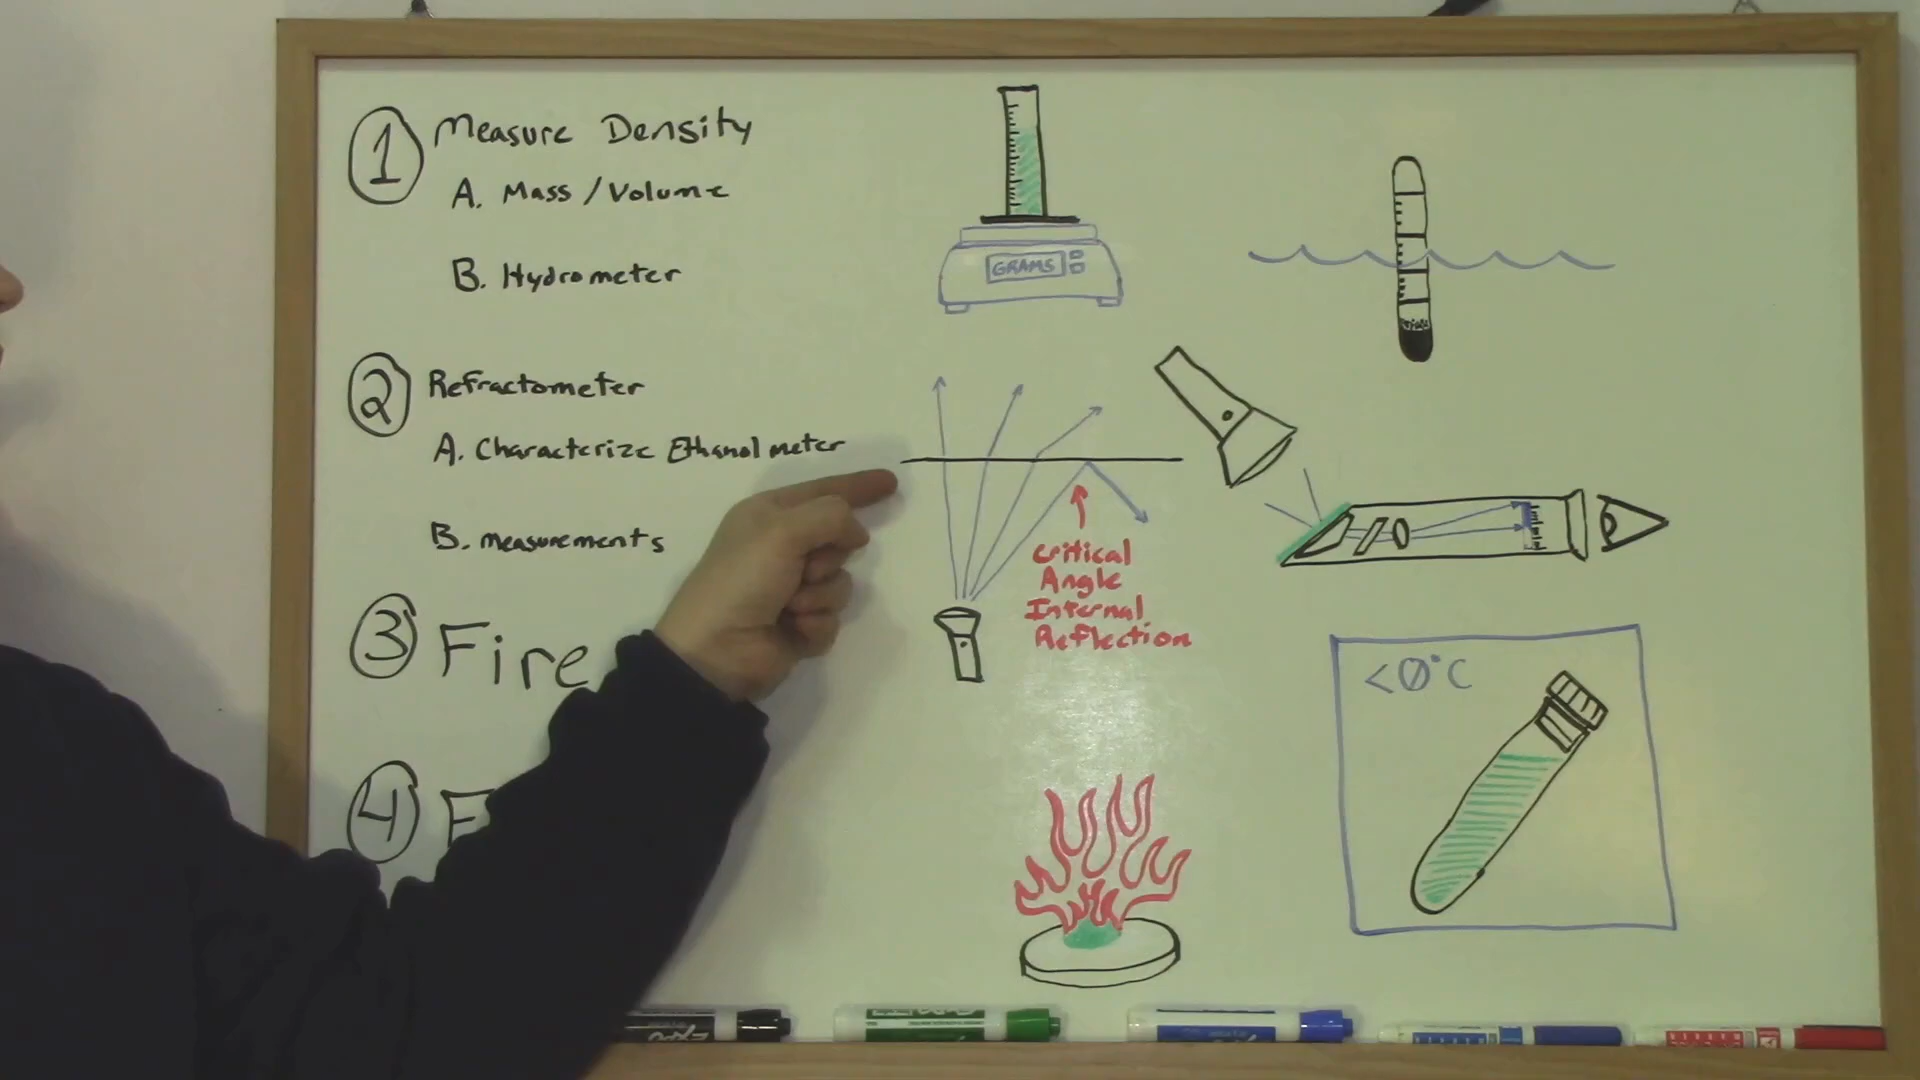 1 Measure Density
A. Mass / Volume
B. Hydrometer
GRAMS
2 Refractometer
A. Characterize Ethanol meter
B. measurements
Critical
Angle
Internal
Reflection
3 Fire
<0°C
4 F
EXPO